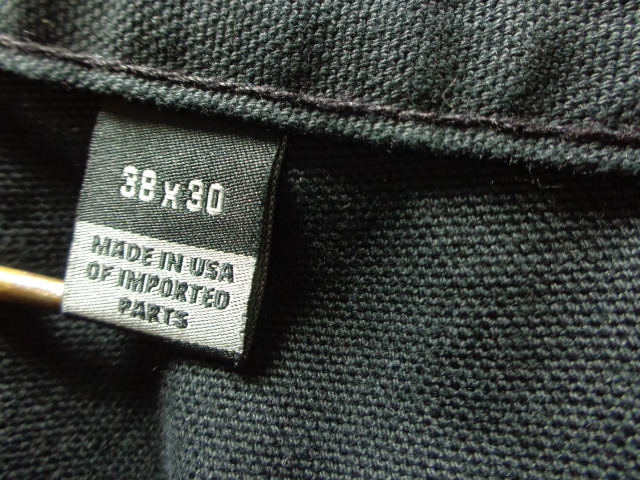 38 x 30
MADE IN USA
OF IMPORTED
PARTS